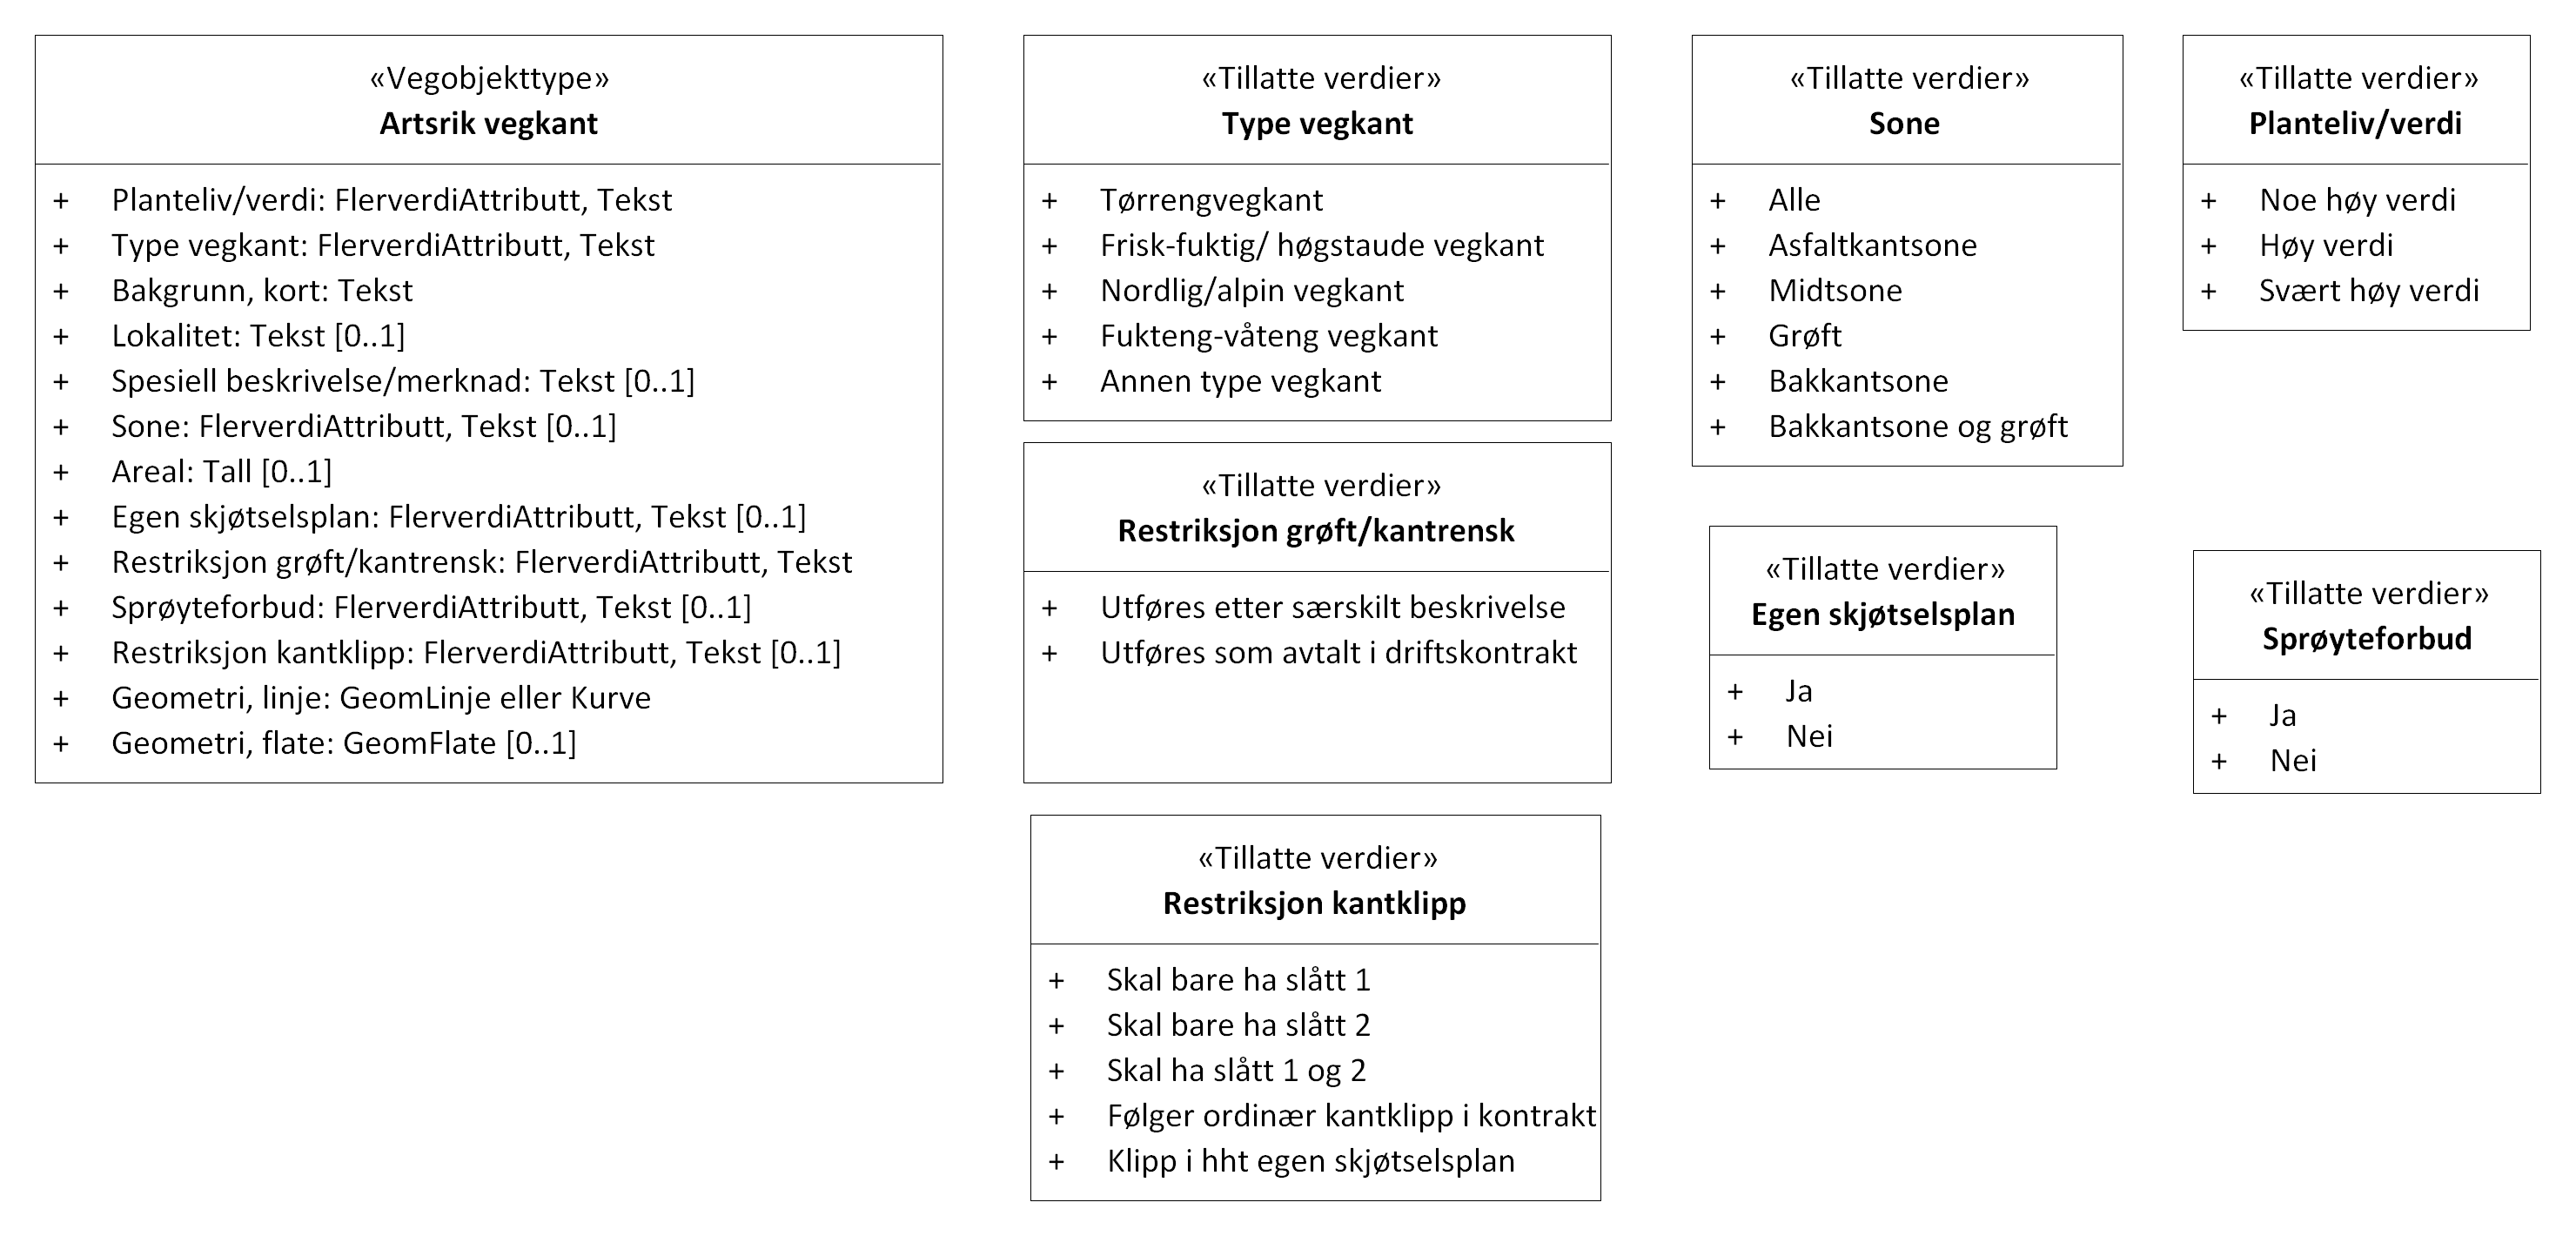 «Vegobjekttype»
Artsrik vegkant
+ Planteliv/verdi: FlerverdiAttributt, Tekst
+ Type vegkant: FlerverdiAttributt, Tekst
+ Bakgrunn, kort: Tekst
+ Lokalitet: Tekst [0..1]
+ Spesiell beskrivelse/merknad: Tekst [0..1]
+ Sone: FlerverdiAttributt, Tekst [0..1]
+ Areal: Tall [0..1]
+ Egen skjøtselsplan: FlerverdiAttributt, Tekst [0..1]
+ Restriksjon grøft/kantrensk: FlerverdiAttributt, Tekst
+ Sprøyteforbud: FlerverdiAttributt, Tekst [0..1]
+ Restriksjon kantklipp: FlerverdiAttributt, Tekst [0..1]
+ Geometri, linje: GeomLinje eller Kurve
+ Geometri, flate: GeomFlate [0..1]
«Tillatte verdier»
Type vegkant
+ Tørrengvegkant
+ Frisk-fuktig/ høgstaude vegkant
+ Nordlig/alpin vegkant
+ Fukteng-våteng vegkant
+ Annen type vegkant
«Tillatte verdier»
Restriksjon grøft/kantrensk
+ Utføres etter særskilt beskrivelse
+ Utføres som avtalt i driftskontrakt
«Tillatte verdier»
Restriksjon kantklipp
+ Skal bare ha slått 1
+ Skal bare ha slått 2
+ Skal ha slått 1 og 2
+ Følger ordinær kantklipp i kontrakt
+ Klipp i hht egen skjøtselsplan
«Tillatte verdier»
Sone
+ Alle
+ Asfaltkantsone
+ Midtsone
+ Grøft
+ Bakkantsone
+ Bakkantsone og grøft
«Tillatte verdier»
Egen skjøtselsplan
+ Ja
+ Nei
«Tillatte verdier»
Planteliv/verdi
+ Noe høy verdi
+ Høy verdi
+ Svært høy verdi
«Tillatte verdier»
Sprøyteforbud
+ Ja
+ Nei